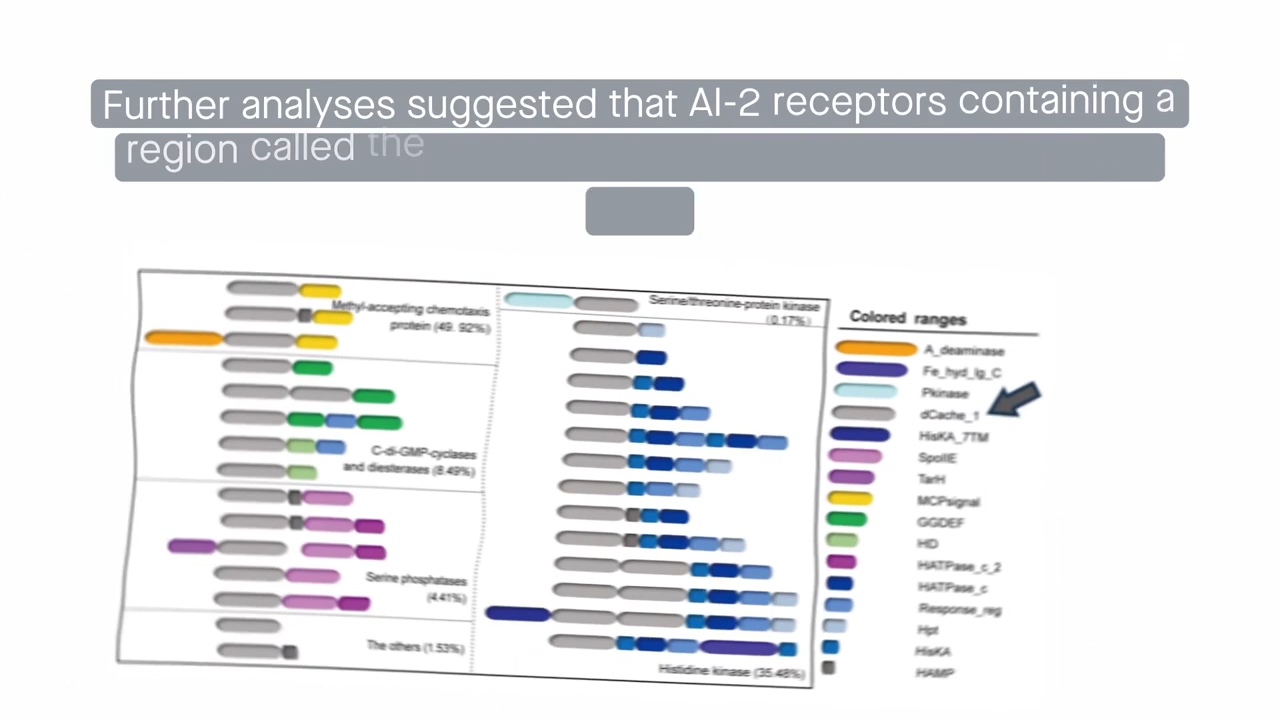 Further analyses suggested that AI-2 receptors containing a
region called the
Methyl-accepting chemotaxis
protein (49. 92%)
C-di-GMP-cyclases
and diesterases (8.49%)
Serine phosphatases
(4.41%)
The others (1.53%)
Serine/threonine-protein kinase
(0.17%)
Histidine kinase (35.48%)
Colored ranges
A_deaminase
Fe_hyd_lg_C
Pkinase
dCache_1
HisKA_7TM
SpoIIE
TarH
MCPsignal
GGDEF
HD
HATPase_c_2
HATPase_c
Response_reg
Hpt
HisKA
HAMP